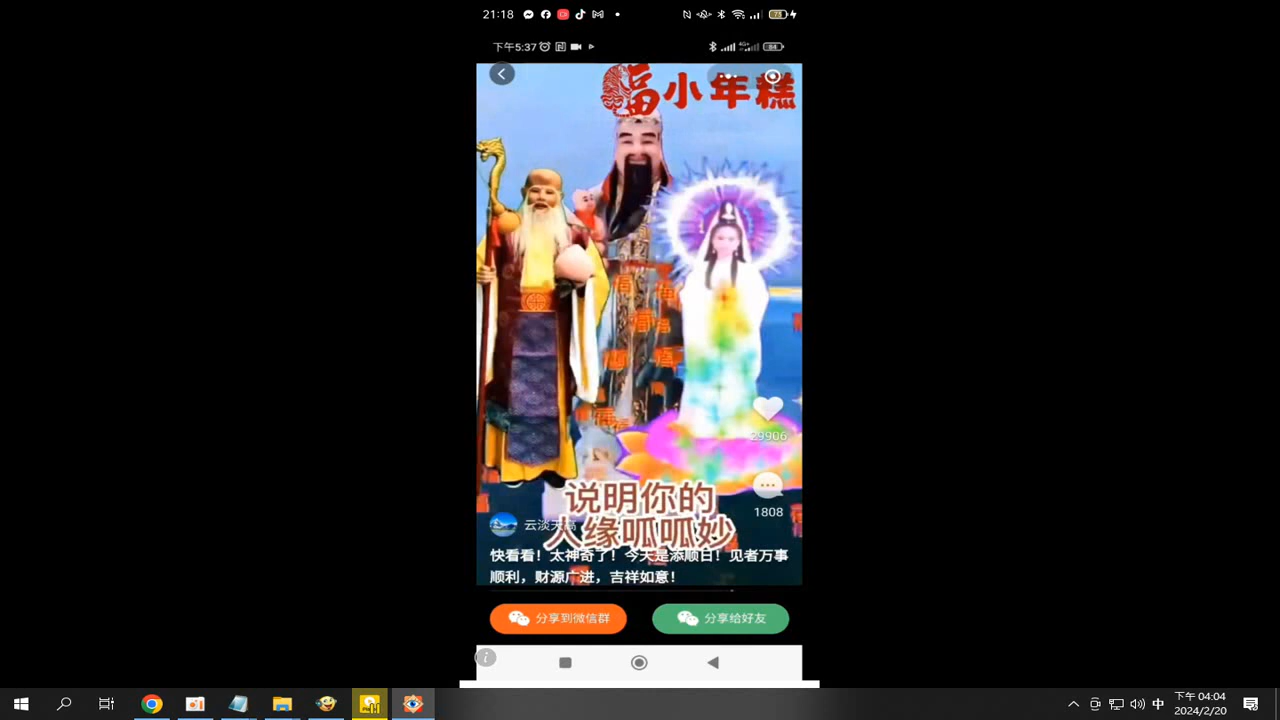 21:18
73
下午5:37
4G+
84
福小年糕
29906
1808
说明你的
人缘呱呱妙
云淡天高
快看看！太神奇了！今天是添顺日！见者万事
顺利，财源广进，吉祥如意！
分享到微信群
分享给好友
中
下午 04:04
2024/2/20